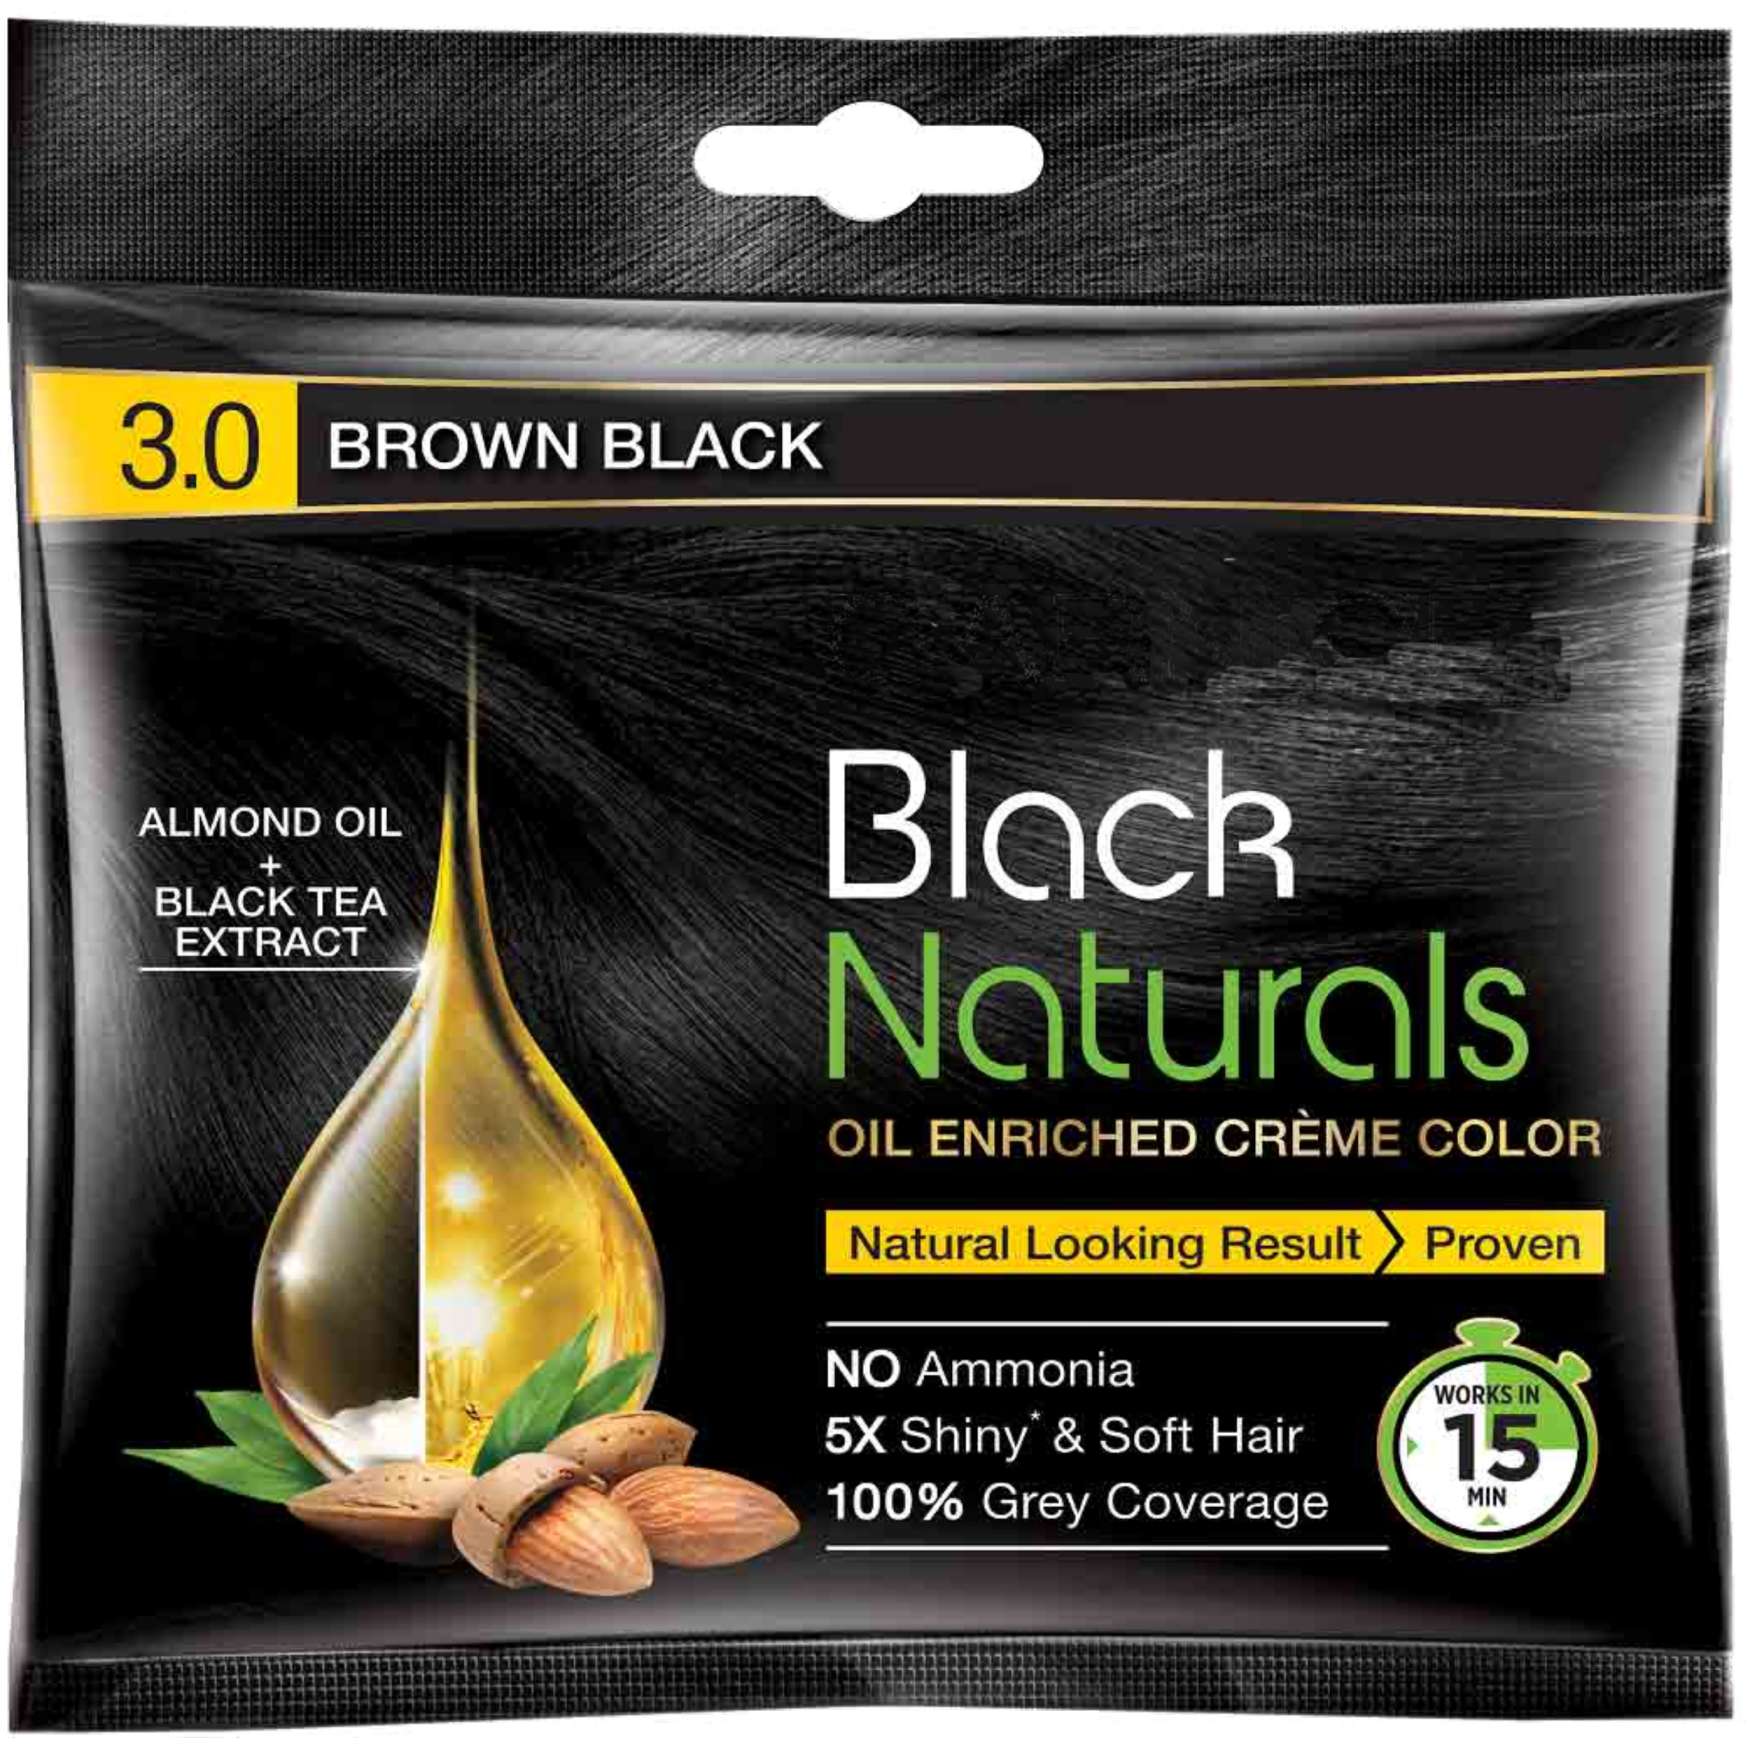 3.0 BROWN BLACK
ALMOND OIL
+
BLACK TEA
EXTRACT
Black
Naturals
OIL ENRICHED CRÈME COLOR
Natural Looking Result Proven
NO Ammonia
5X Shiny* & Soft Hair
100% Grey Coverage
WORKS IN
15
MIN